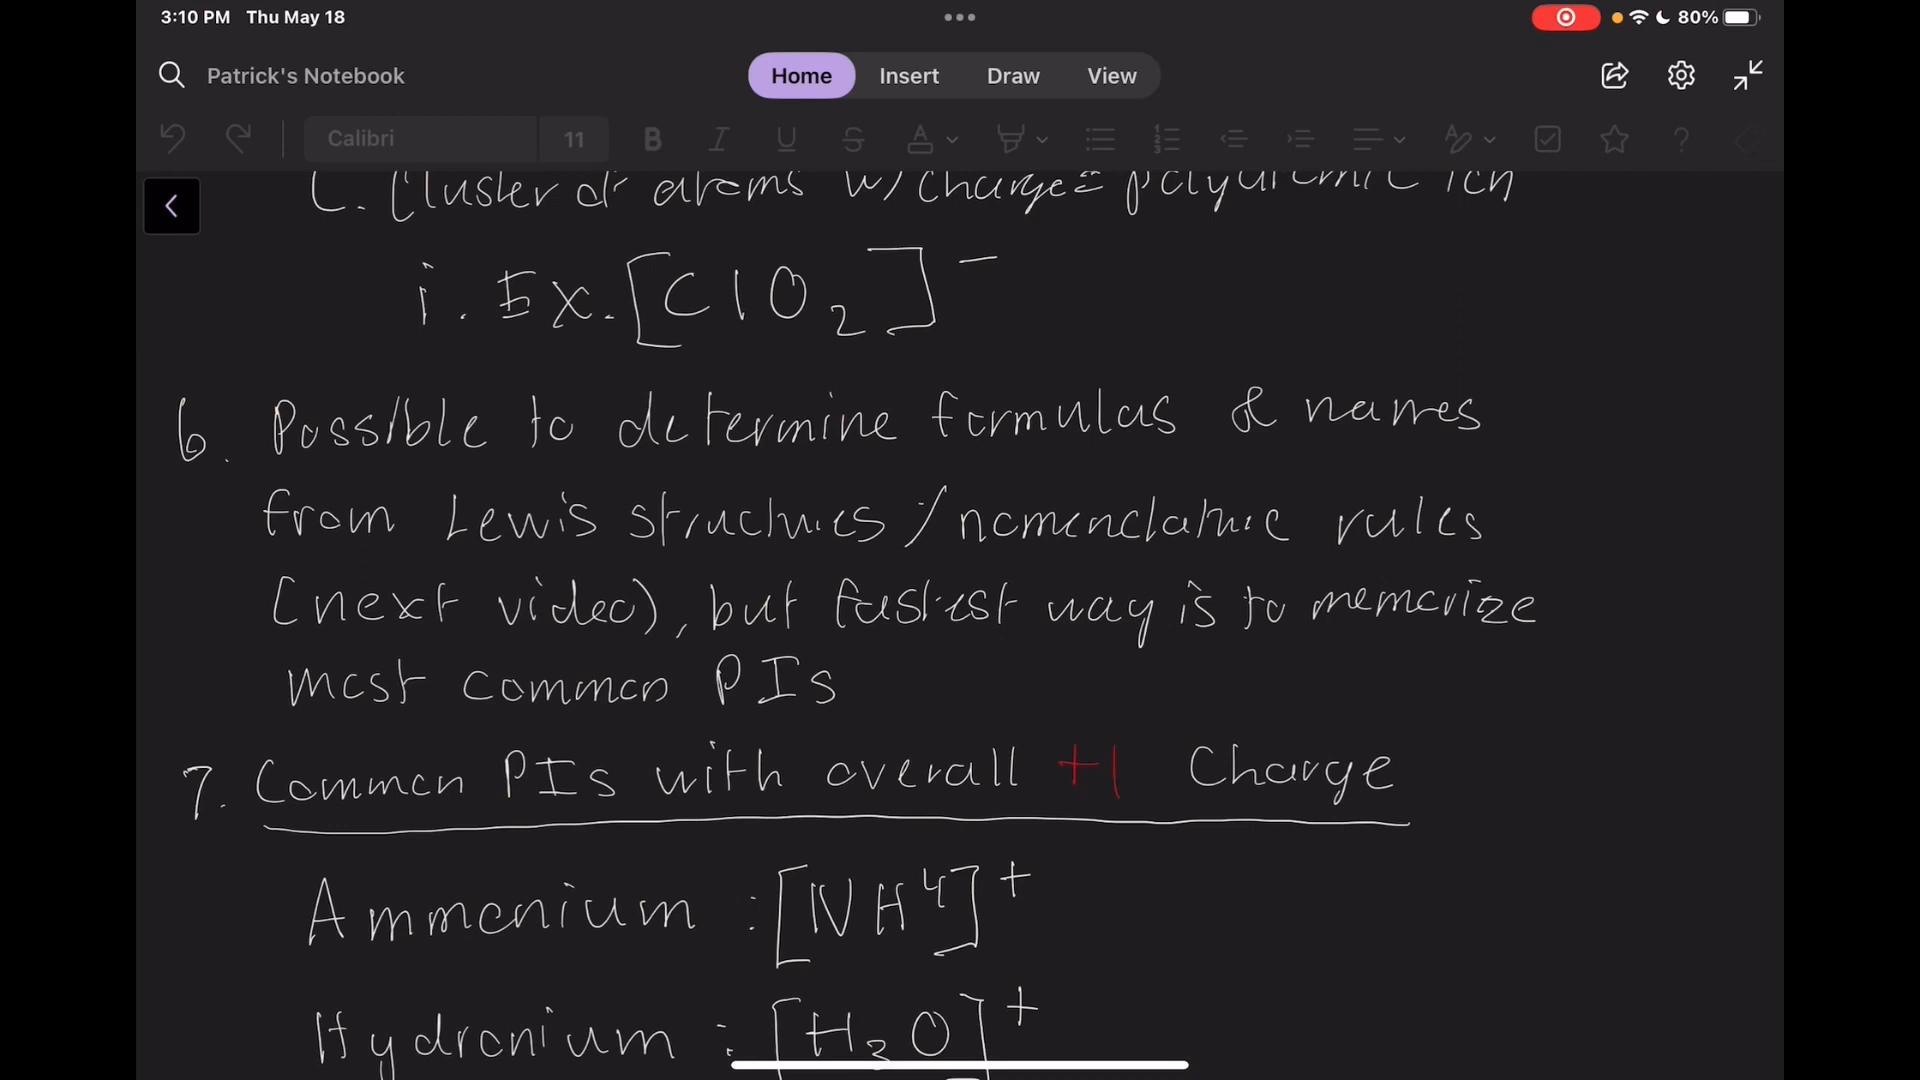 3:10 PM Thu May 18
80%
Patrick's Notebook
Home Insert Draw View
Calibri 11
C. Cluster of atoms w/ charge = polyatomic ion
i. Ex. [ClO₂]⁻
6. Possible to determine formulas & names
from Lewis structures / nomenclature rules
(next video), but fastest way is to memorize
most common PIs
7. Common PIs with overall +1 Charge
Ammonium : [NH⁴]⁺
Hydronium : [H₃O]⁺